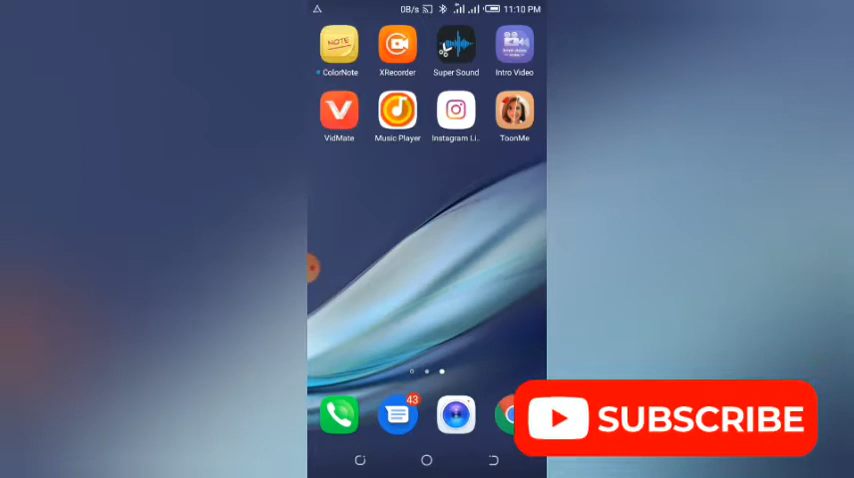 0B/s 11:10 PM
NOTE
ColorNote XRecorder Super Sound Intro Video
VidMate Music Player Instagram Li.. ToonMe
43
SUBSCRIBE